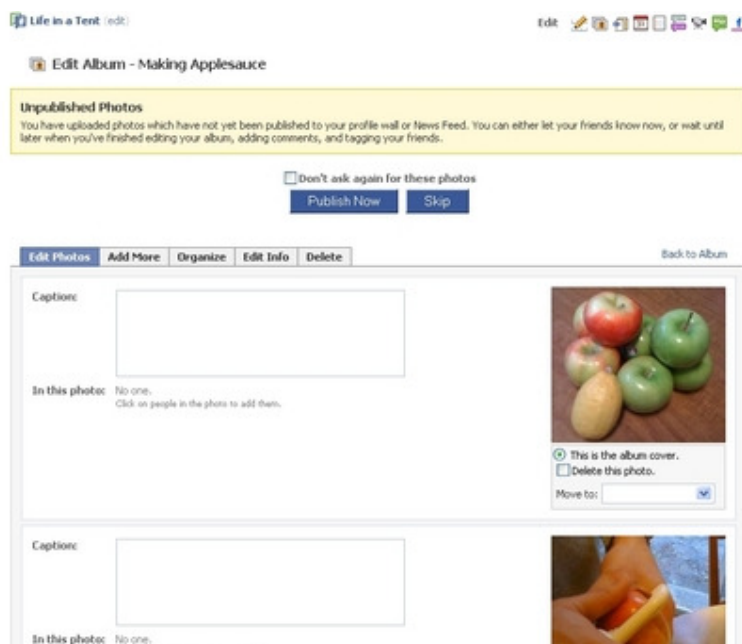 Life in a Tent (edit)
Edit
Edit Album - Making Applesauce
Unpublished Photos
You have uploaded photos which have not yet been published to your profile wall or News Feed. You can either let your friends know now, or wait until
later when you've finished editing your album, adding comments, and tagging your friends.
Don't ask again for these photos
Publish Now Skip
Edit Photos Add More Organize Edit Info Delete Back to Album
Caption:
In this photo: No one.
Click on people in the photo to add them.
This is the album cover.
Delete this photo.
Move to:
Caption:
In this photo: No one.